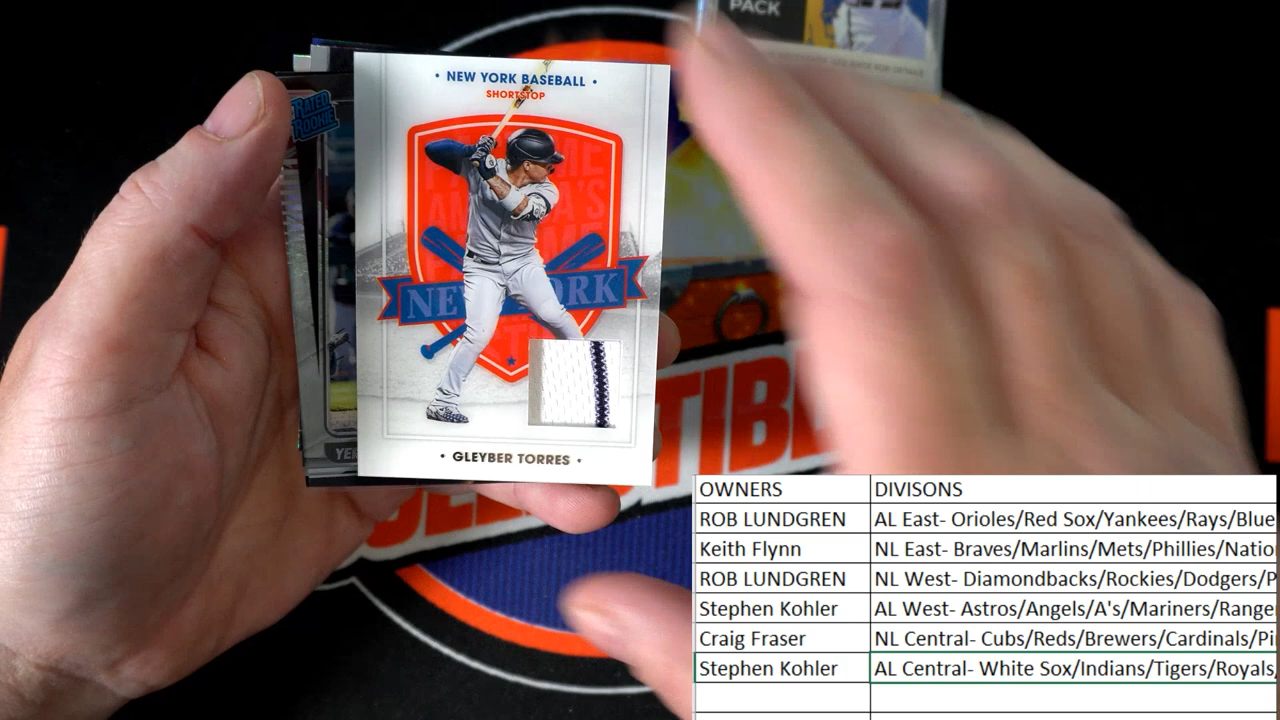 PACK
• NEW YORK BASEBALL •
SHORTSTOP
RATED
ROOKIE
NEW YORK
• GLEYBER TORRES •
OWNERS DIVISONS
ROB LUNDGREN AL East- Orioles/Red Sox/Yankees/Rays/Blue
Keith Flynn NL East- Braves/Marlins/Mets/Phillies/Natio
ROB LUNDGREN NL West- Diamondbacks/Rockies/Dodgers/P
Stephen Kohler AL West- Astros/Angels/A's/Mariners/Range
Craig Fraser NL Central- Cubs/Reds/Brewers/Cardinals/Pi
Stephen Kohler AL Central- White Sox/Indians/Tigers/Royals/